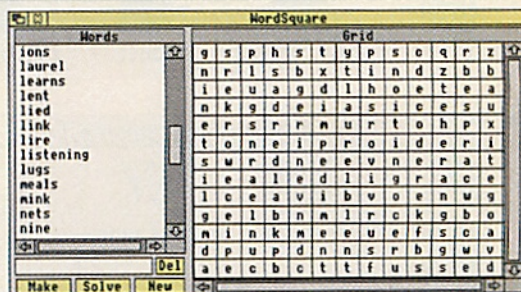 WordSquare
Words
Grid
ions
laurel
learns
lent
lied
link
lire
listening
lugs
meals
mink
nets
nine
g s p h s t y p s c q r z
n r l s b x t i n d z b b
i e u a g d l h o e t e a
n k g d e i a s i c e s u
e r s r r m u r t o h p x
t o n e i p r o i d e r i
s w r d n e e v n e r a t
i e a l e d l i g r a c e
l c e a v i b v o e n w g
g e l b n m l r c k g b o
m i n k m e e u e f s c a
d p u p d n n s r b g w v
a e c b c t t f u s s e d
Del
Make Solve New